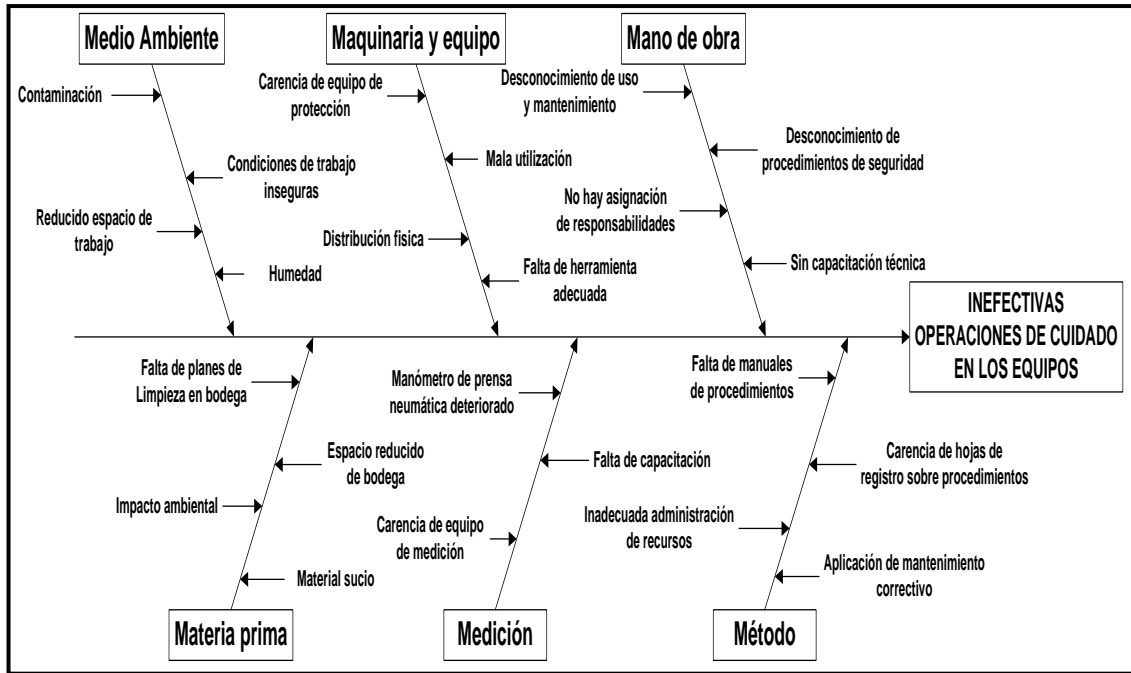 Medio Ambiente
Contaminación
Condiciones de trabajo
inseguras
Reducido espacio de
trabajo
Humedad
Maquinaria y equipo
Carencia de equipo de
protección
Mala utilización
Distribución fisica
Falta de herramienta
adecuada
Mano de obra
Desconocimiento de uso
y mantenimiento
Desconocimiento de
procedimientos de seguridad
No hay asignación
de responsabilidades
Sin capacitación técnica
INEFECTIVAS
OPERACIONES DE CUIDADO
EN LOS EQUIPOS
Falta de planes de
Limpieza en bodega
Espacio reducido
de bodega
Impacto ambiental
Material sucio
Materia prima
Manómetro de prensa
neumática deteriorado
Falta de capacitación
Carencia de equipo
de medición
Medición
Falta de manuales
de procedimientos
Carencia de hojas de
registro sobre procedimientos
Inadecuada administración
de recursos
Aplicación de mantenimiento
correctivo
Método